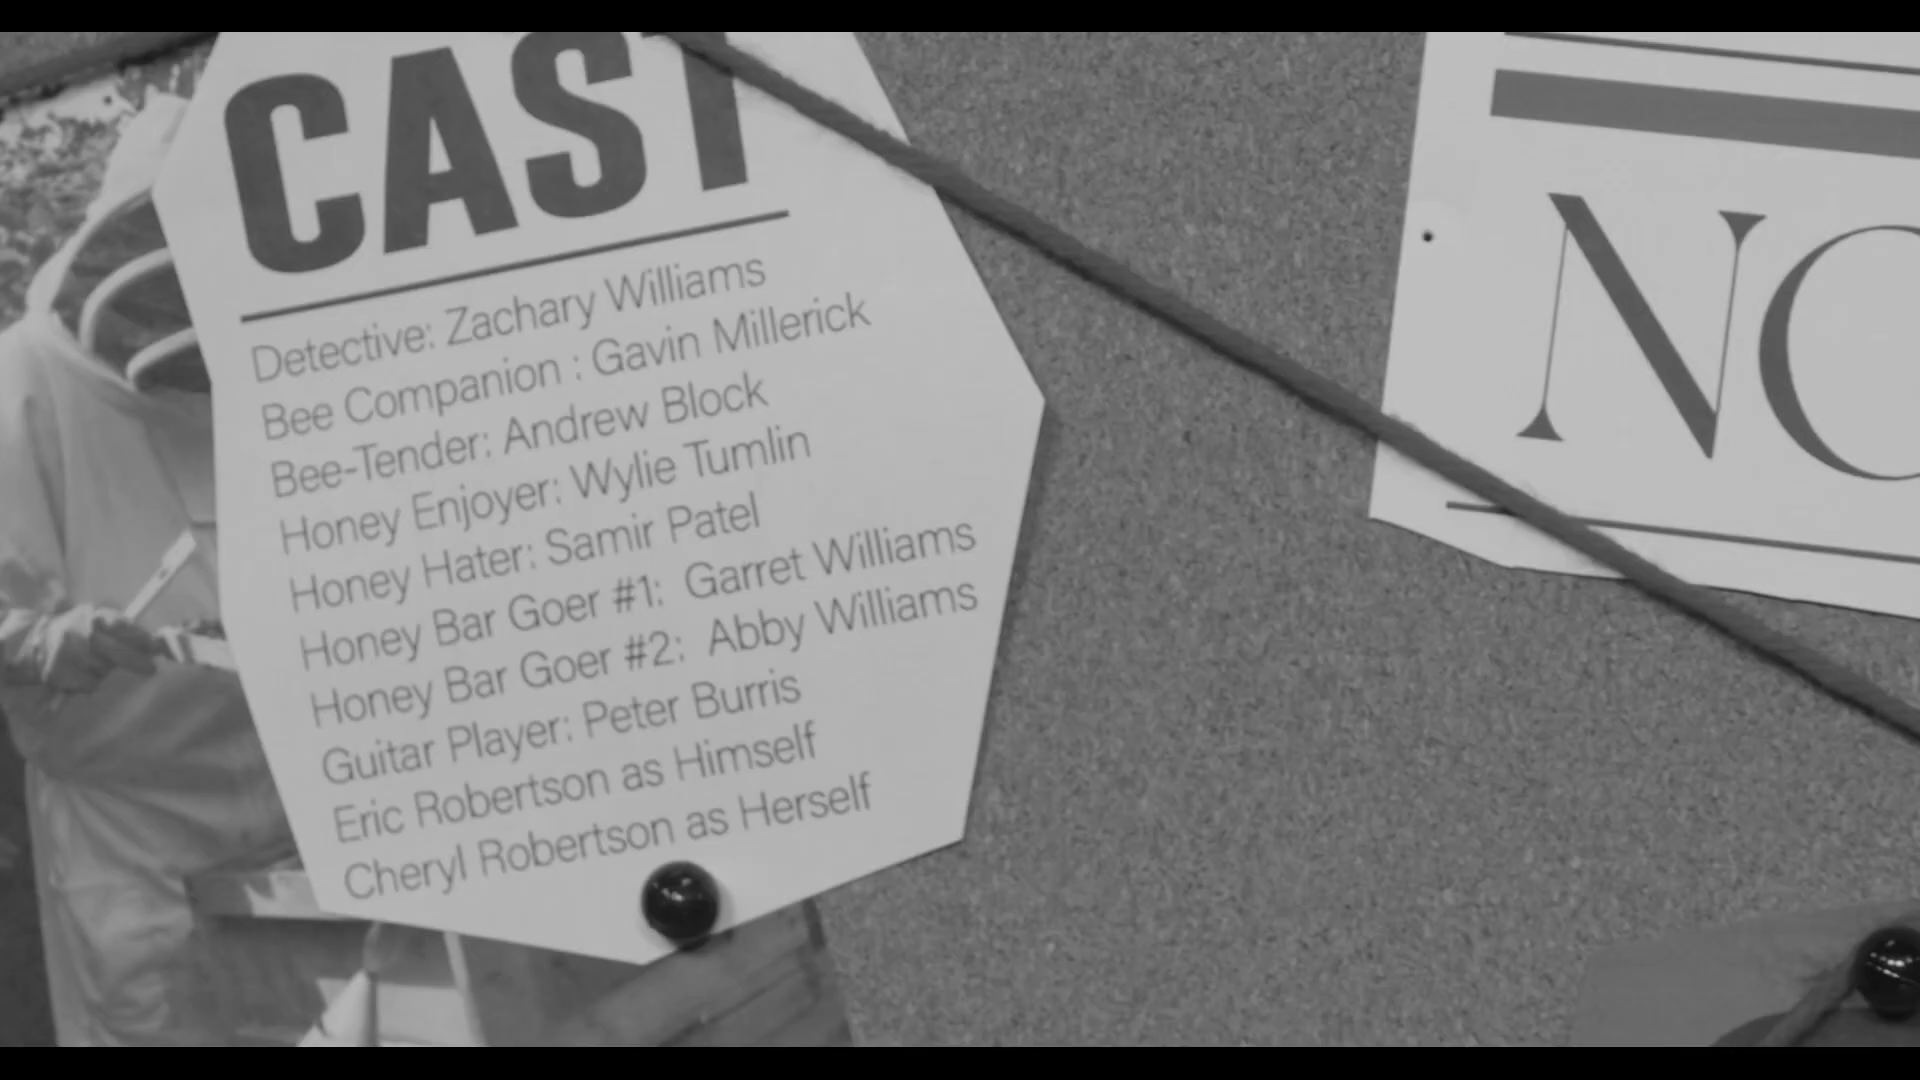 CAST
Detective: Zachary Williams
Bee Companion : Gavin Millerick
Bee-Tender: Andrew Block
Honey Enjoyer: Wylie Tumlin
Honey Hater: Samir Patel
Honey Bar Goer #1: Garret Williams
Honey Bar Goer #2: Abby Williams
Guitar Player: Peter Burris
Eric Robertson as Himself
Cheryl Robertson as Herself